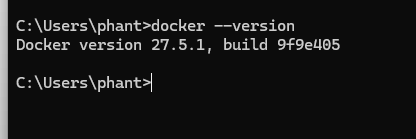 C:\Users\phant>docker --version
Docker version 27.5.1, build 9f9e405
C:\Users\phant>